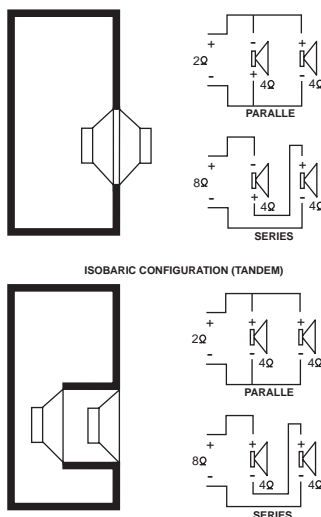 + - +
2Ω
- + -
4Ω 4Ω
PARALLE
+ - +
8Ω
- + -
4Ω 4Ω
SERIES
ISOBARIC CONFIGURATION (TANDEM)
+ + +
2Ω
- - -
4Ω 4Ω
PARALLE
+ + +
8Ω
- - -
4Ω 4Ω
SERIES